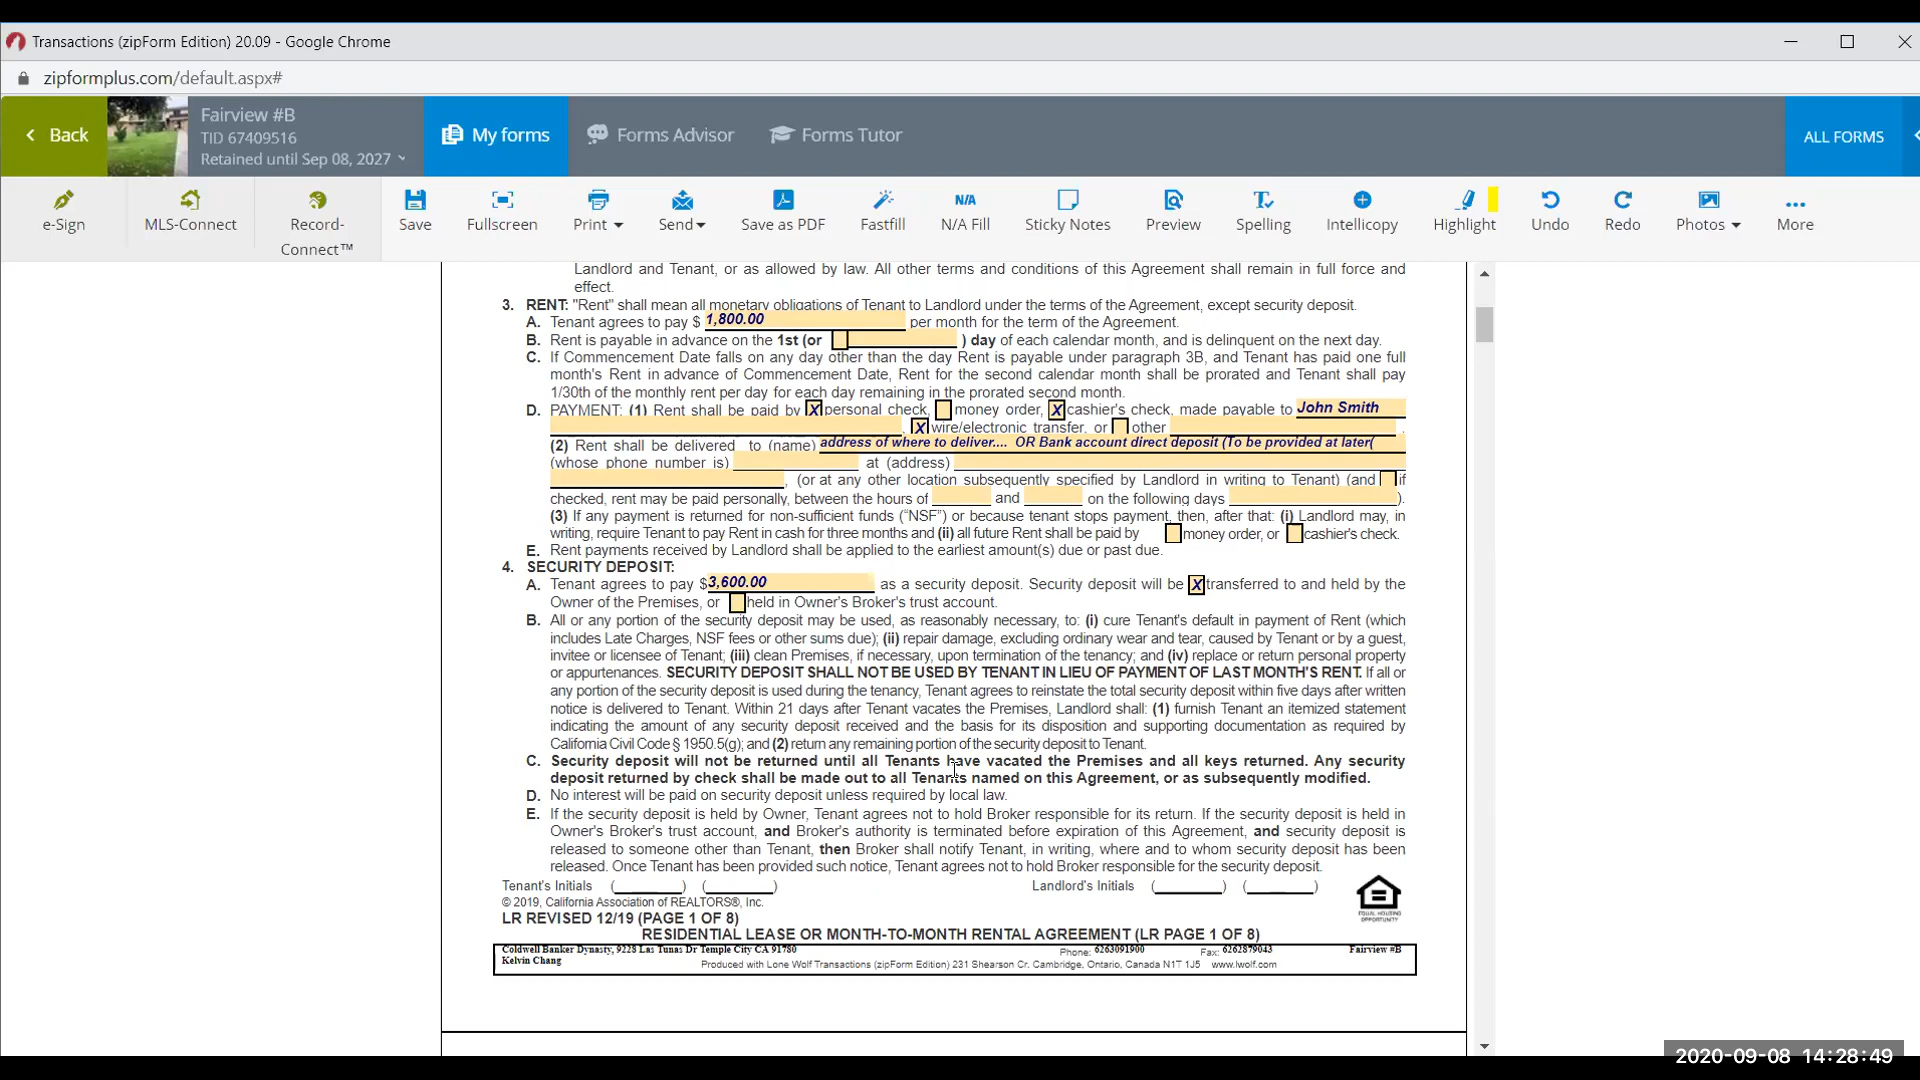 Transactions (zipForm Edition) 20.09 - Google Chrome
zipformplus.com/default.aspx#
Back
Fairview #B
TID 67409516
Retained until Sep 08, 2027
My forms
Forms Advisor
Forms Tutor
ALL FORMS
e-Sign
MLS-Connect
Record-
Connect™
Save
Fullscreen
Print
Send
Save as PDF
Fastfill
N/A
N/A Fill
Sticky Notes
Preview
Spelling
Intellicopy
Highlight
Undo
Redo
Photos
More
Landlord and Tenant, or as allowed by law. All other terms and conditions of this Agreement shall remain in full force and
effect.
3. RENT: "Rent" shall mean all monetary obligations of Tenant to Landlord under the terms of the Agreement, except security deposit.
A. Tenant agrees to pay $ 1,800.00 per month for the term of the Agreement.
B. Rent is payable in advance on the 1st (or ) day of each calendar month, and is delinquent on the next day.
C. If Commencement Date falls on any day other than the day Rent is payable under paragraph 3B, and Tenant has paid one full
month's Rent in advance of Commencement Date, Rent for the second calendar month shall be prorated and Tenant shall pay
1/30th of the monthly rent per day for each day remaining in the prorated second month.
D. PAYMENT: (1) Rent shall be paid by X personal check, money order, X cashier's check, made payable to John Smith
, X wire/electronic transfer, or other .
(2) Rent shall be delivered to (name) address of where to deliver.... OR Bank account direct deposit (To be provided at later(
(whose phone number is) at (address)
, (or at any other location subsequently specified by Landlord in writing to Tenant) (and if
checked, rent may be paid personally, between the hours of and on the following days ).
(3) If any payment is returned for non-sufficient funds ("NSF") or because tenant stops payment, then, after that: (i) Landlord may, in
writing, require Tenant to pay Rent in cash for three months and (ii) all future Rent shall be paid by money order, or cashier's check.
E. Rent payments received by Landlord shall be applied to the earliest amount(s) due or past due.
4. SECURITY DEPOSIT:
A. Tenant agrees to pay $ 3,600.00 as a security deposit. Security deposit will be X transferred to and held by the
Owner of the Premises, or held in Owner's Broker's trust account.
B. All or any portion of the security deposit may be used, as reasonably necessary, to: (i) cure Tenant's default in payment of Rent (which
includes Late Charges, NSF fees or other sums due); (ii) repair damage, excluding ordinary wear and tear, caused by Tenant or by a guest,
invitee or licensee of Tenant; (iii) clean Premises, if necessary, upon termination of the tenancy; and (iv) replace or return personal property
or appurtenances. SECURITY DEPOSIT SHALL NOT BE USED BY TENANT IN LIEU OF PAYMENT OF LAST MONTH'S RENT. If all or
any portion of the security deposit is used during the tenancy, Tenant agrees to reinstate the total security deposit within five days after written
notice is delivered to Tenant. Within 21 days after Tenant vacates the Premises, Landlord shall: (1) furnish Tenant an itemized statement
indicating the amount of any security deposit received and the basis for its disposition and supporting documentation as required by
California Civil Code § 1950.5(g); and (2) return any remaining portion of the security deposit to Tenant.
C. Security deposit will not be returned until all Tenants have vacated the Premises and all keys returned. Any security
deposit returned by check shall be made out to all Tenants named on this Agreement, or as subsequently modified.
D. No interest will be paid on security deposit unless required by local law.
E. If the security deposit is held by Owner, Tenant agrees not to hold Broker responsible for its return. If the security deposit is held in
Owner's Broker's trust account, and Broker's authority is terminated before expiration of this Agreement, and security deposit is
released to someone other than Tenant, then Broker shall notify Tenant, in writing, where and to whom security deposit has been
released. Once Tenant has been provided such notice, Tenant agrees not to hold Broker responsible for the security deposit.
Tenant's Initials ( ) ( ) Landlord's Initials ( ) ( )
EQUAL HOUSING
OPPORTUNITY
© 2019, California Association of REALTORS®, Inc.
LR REVISED 12/19 (PAGE 1 OF 8)
RESIDENTIAL LEASE OR MONTH-TO-MONTH RENTAL AGREEMENT (LR PAGE 1 OF 8)
Coldwell Banker Dynasty, 9228 Las Tunas Dr Temple City CA 91780 Phone: 6263091900 Fax: 6262879043 Fairview #B
Kelvin Chang Produced with Lone Wolf Transactions (zipForm Edition) 231 Shearson Cr. Cambridge, Ontario, Canada N1T 1J5 www.lwolf.com
2020-09-08 14:28:49